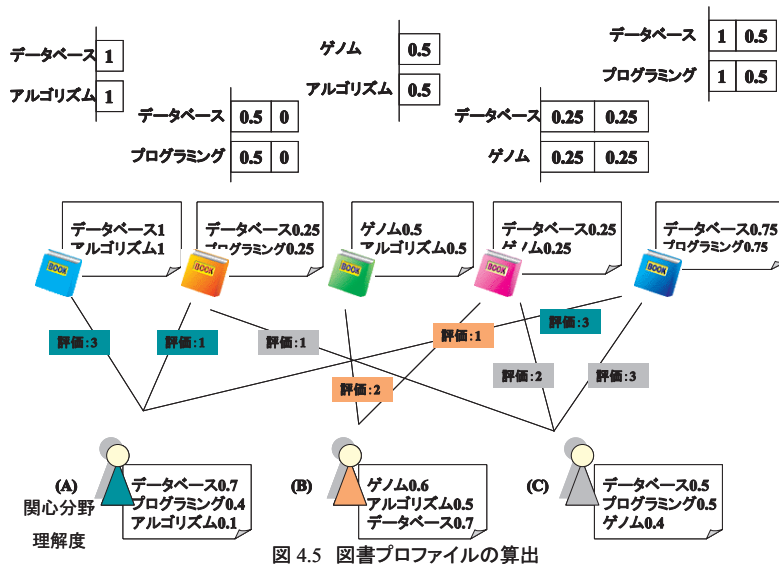 データベース 1
アルゴリズム 1
データベース 0.5 0
プログラミング 0.5 0
ゲノム 0.5
アルゴリズム 0.5
データベース 0.25 0.25
ゲノム 0.25 0.25
データベース 1 0.5
プログラミング 1 0.5
データベース1
アルゴリズム1
BOOK
データベース0.25
プログラミング0.25
BOOK
ゲノム0.5
アルゴリズム0.5
BOOK
データベース0.25
ゲノム0.25
BOOK
データベース0.75
プログラミング0.75
BOOK
評価:3
評価:1
評価:1
評価:2
評価:1
評価:2
評価:3
評価:3
(A)
関心分野
理解度
データベース0.7
プログラミング0.4
アルゴリズム0.1
(B)
ゲノム0.6
アルゴリズム0.5
データベース0.7
(C)
データベース0.5
プログラミング0.5
ゲノム0.4
図 4.5 図書プロファイルの算出